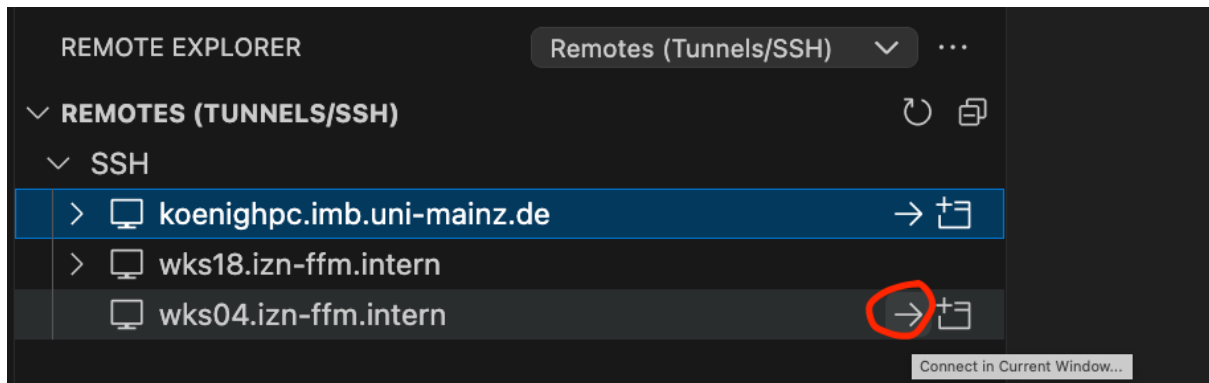 REMOTE EXPLORER Remotes (Tunnels/SSH) ...
REMOTES (TUNNELS/SSH)
SSH
koenighpc.imb.uni-mainz.de
wks18.izn-ffm.intern
wks04.izn-ffm.intern
Connect in Current Window...